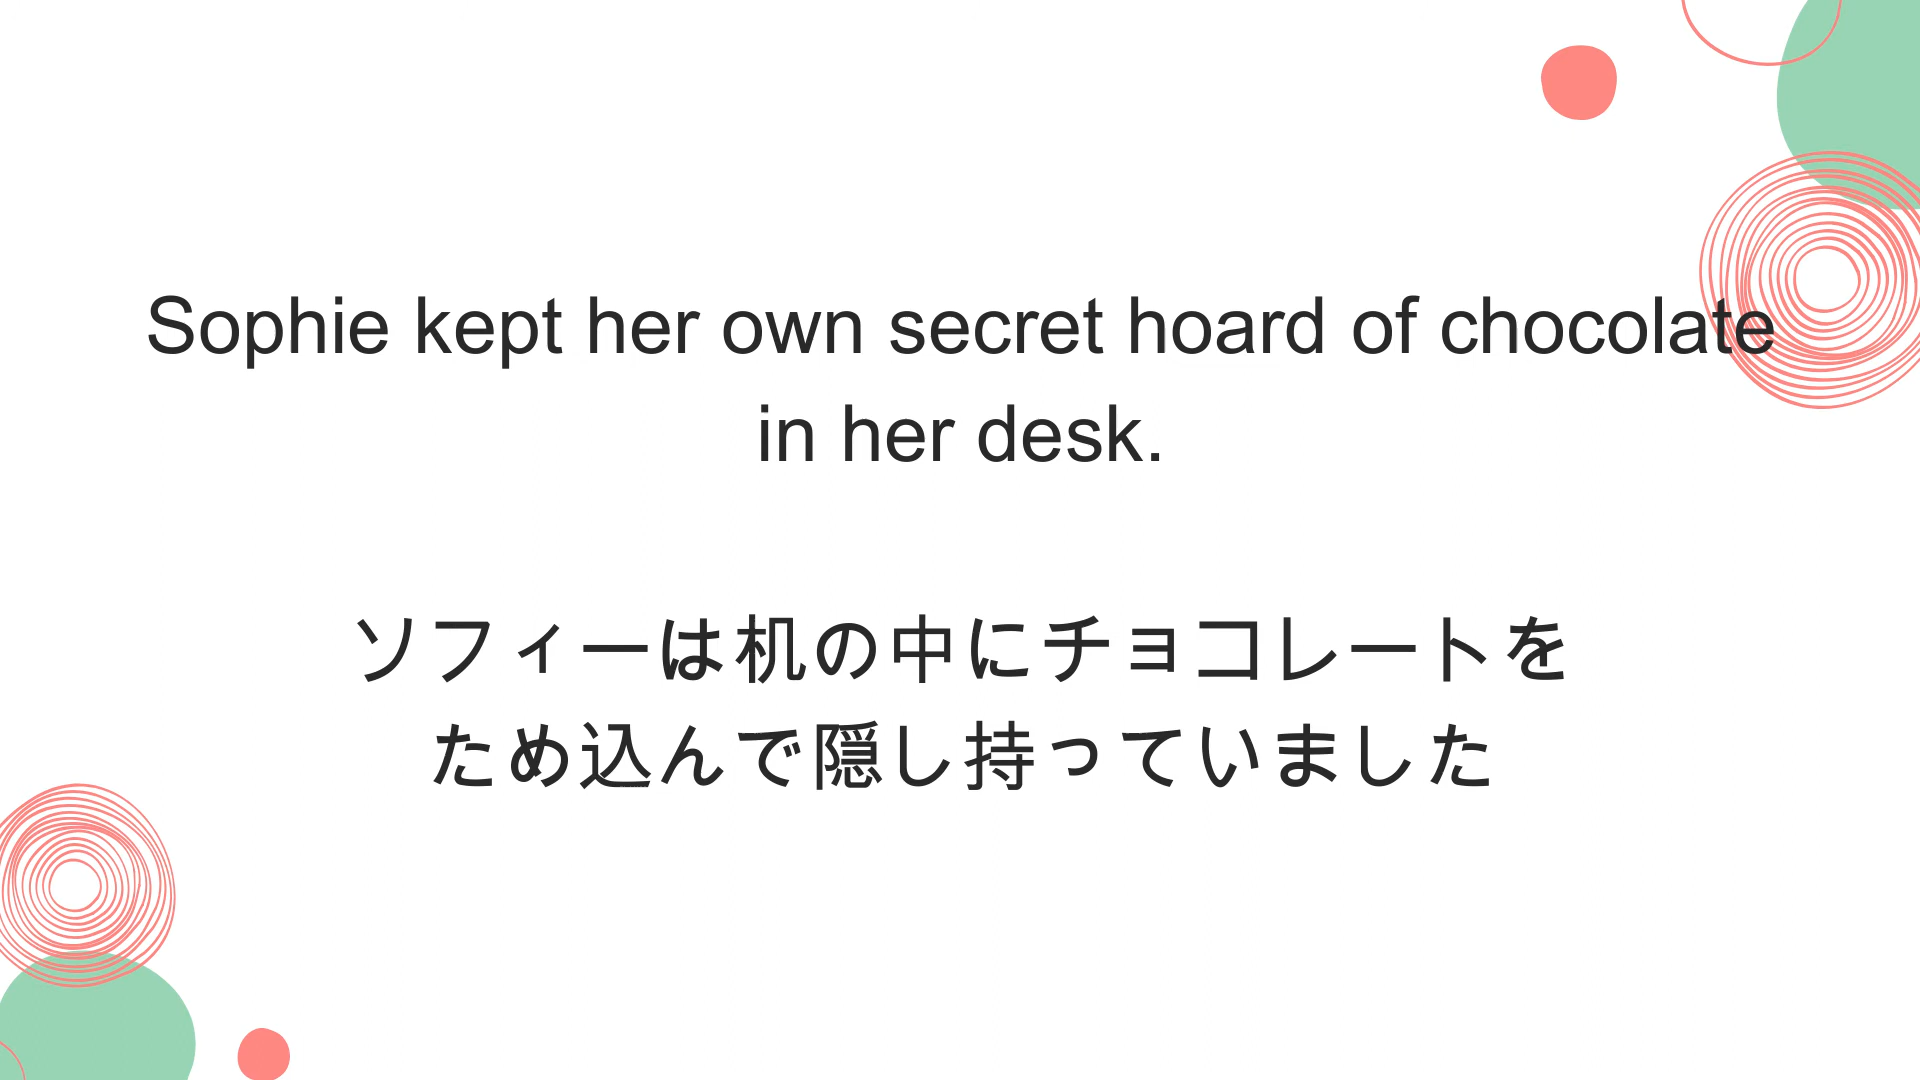 Sophie kept her own secret hoard of chocolate
in her desk.
ソフィーは机の中にチョコレートを
ため込んで隠し持っていました